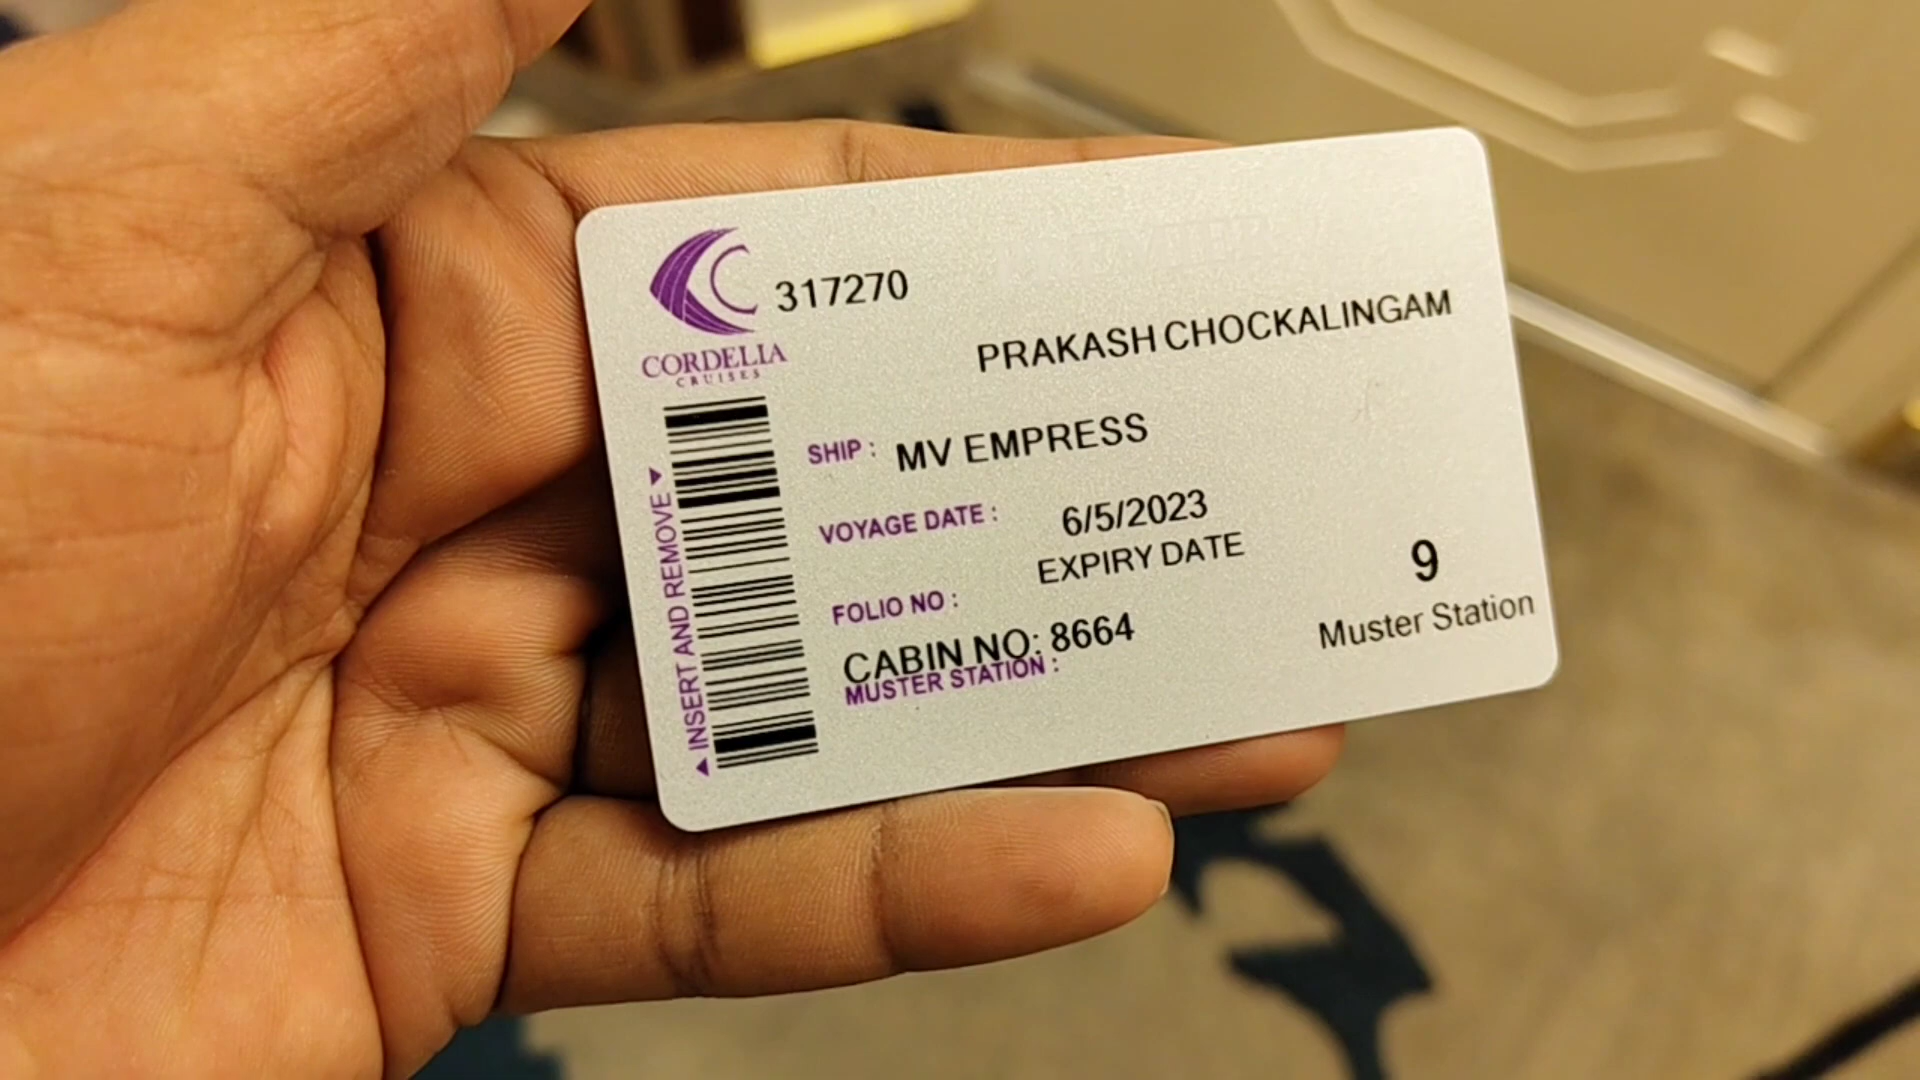 317270
CORDELIA
CRUISES
PRAKASH CHOCKALINGAM
SHIP : MV EMPRESS
VOYAGE DATE : 6/5/2023
EXPIRY DATE
FOLIO NO :
CABIN NO: 8664
MUSTER STATION :
9
Muster Station
INSERT AND REMOVE